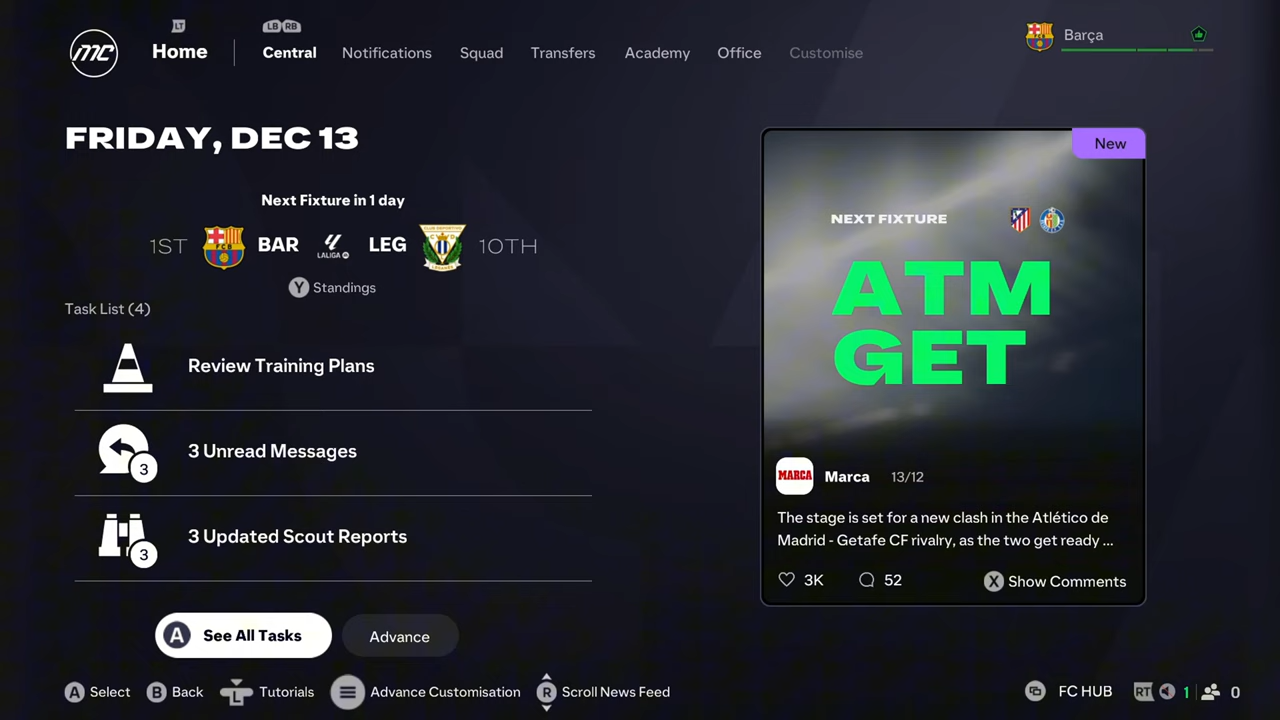 LT
LB RB
MC
Home
Central
Notifications
Squad
Transfers
Academy
Office
Customise
Barça
FRIDAY, DEC 13
Next Fixture in 1 day
1ST
FCB
BAR
LALIGA
LEG
10TH
Y Standings
Task List (4)
Review Training Plans
3 Unread Messages
3
3 Updated Scout Reports
3
A See All Tasks
Advance
New
NEXT FIXTURE
ATM
GET
MARCA
Marca 13/12
The stage is set for a new clash in the Atlético de
Madrid - Getafe CF rivalry, as the two get ready ...
3K
52
X Show Comments
A Select
B Back
L Tutorials
Advance Customisation
R Scroll News Feed
FC HUB
RT
1
0